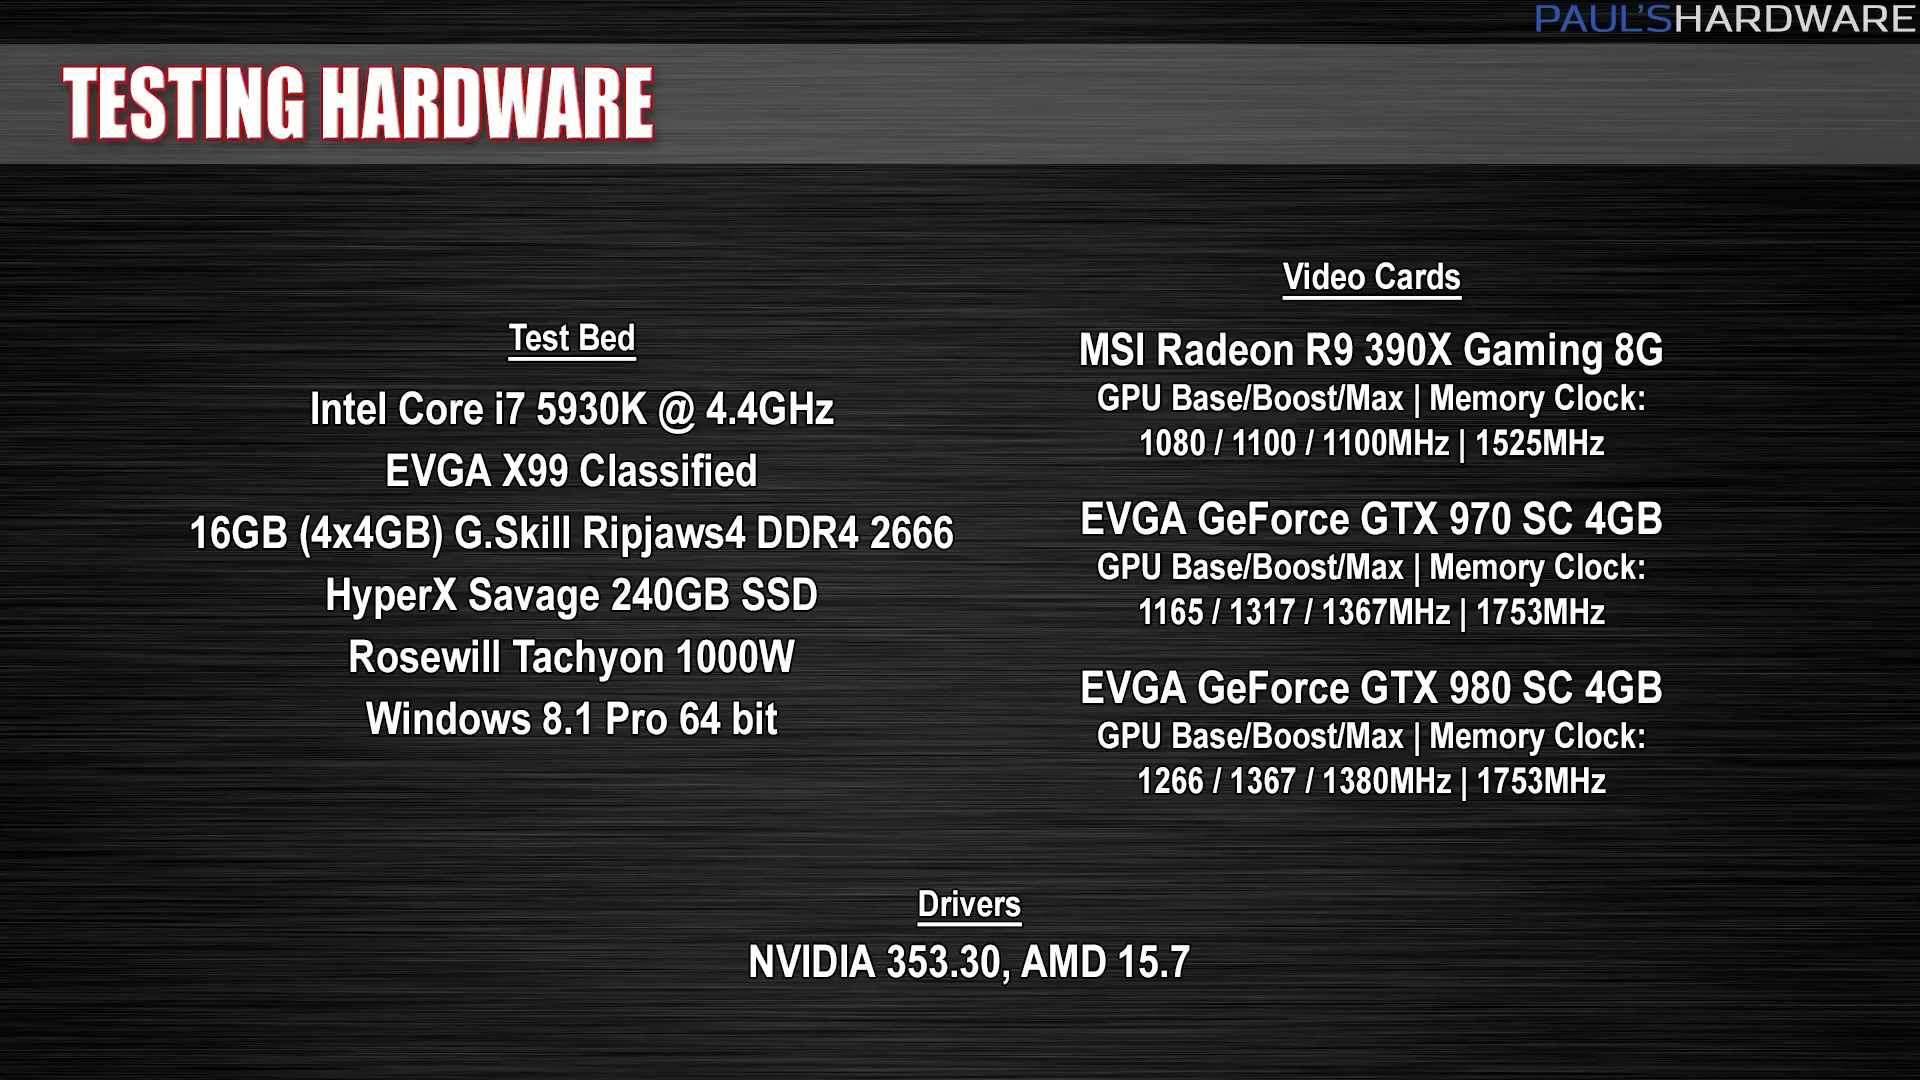 PAUL'SHARDWARE
TESTING HARDWARE
Test Bed
Intel Core i7 5930K @ 4.4GHz
EVGA X99 Classified
16GB (4x4GB) G.Skill Ripjaws4 DDR4 2666
HyperX Savage 240GB SSD
Rosewill Tachyon 1000W
Windows 8.1 Pro 64 bit
Video Cards
MSI Radeon R9 390X Gaming 8G
GPU Base/Boost/Max | Memory Clock:
1080 / 1100 / 1100MHz | 1525MHz
EVGA GeForce GTX 970 SC 4GB
GPU Base/Boost/Max | Memory Clock:
1165 / 1317 / 1367MHz | 1753MHz
EVGA GeForce GTX 980 SC 4GB
GPU Base/Boost/Max | Memory Clock:
1266 / 1367 / 1380MHz | 1753MHz
Drivers
NVIDIA 353.30, AMD 15.7